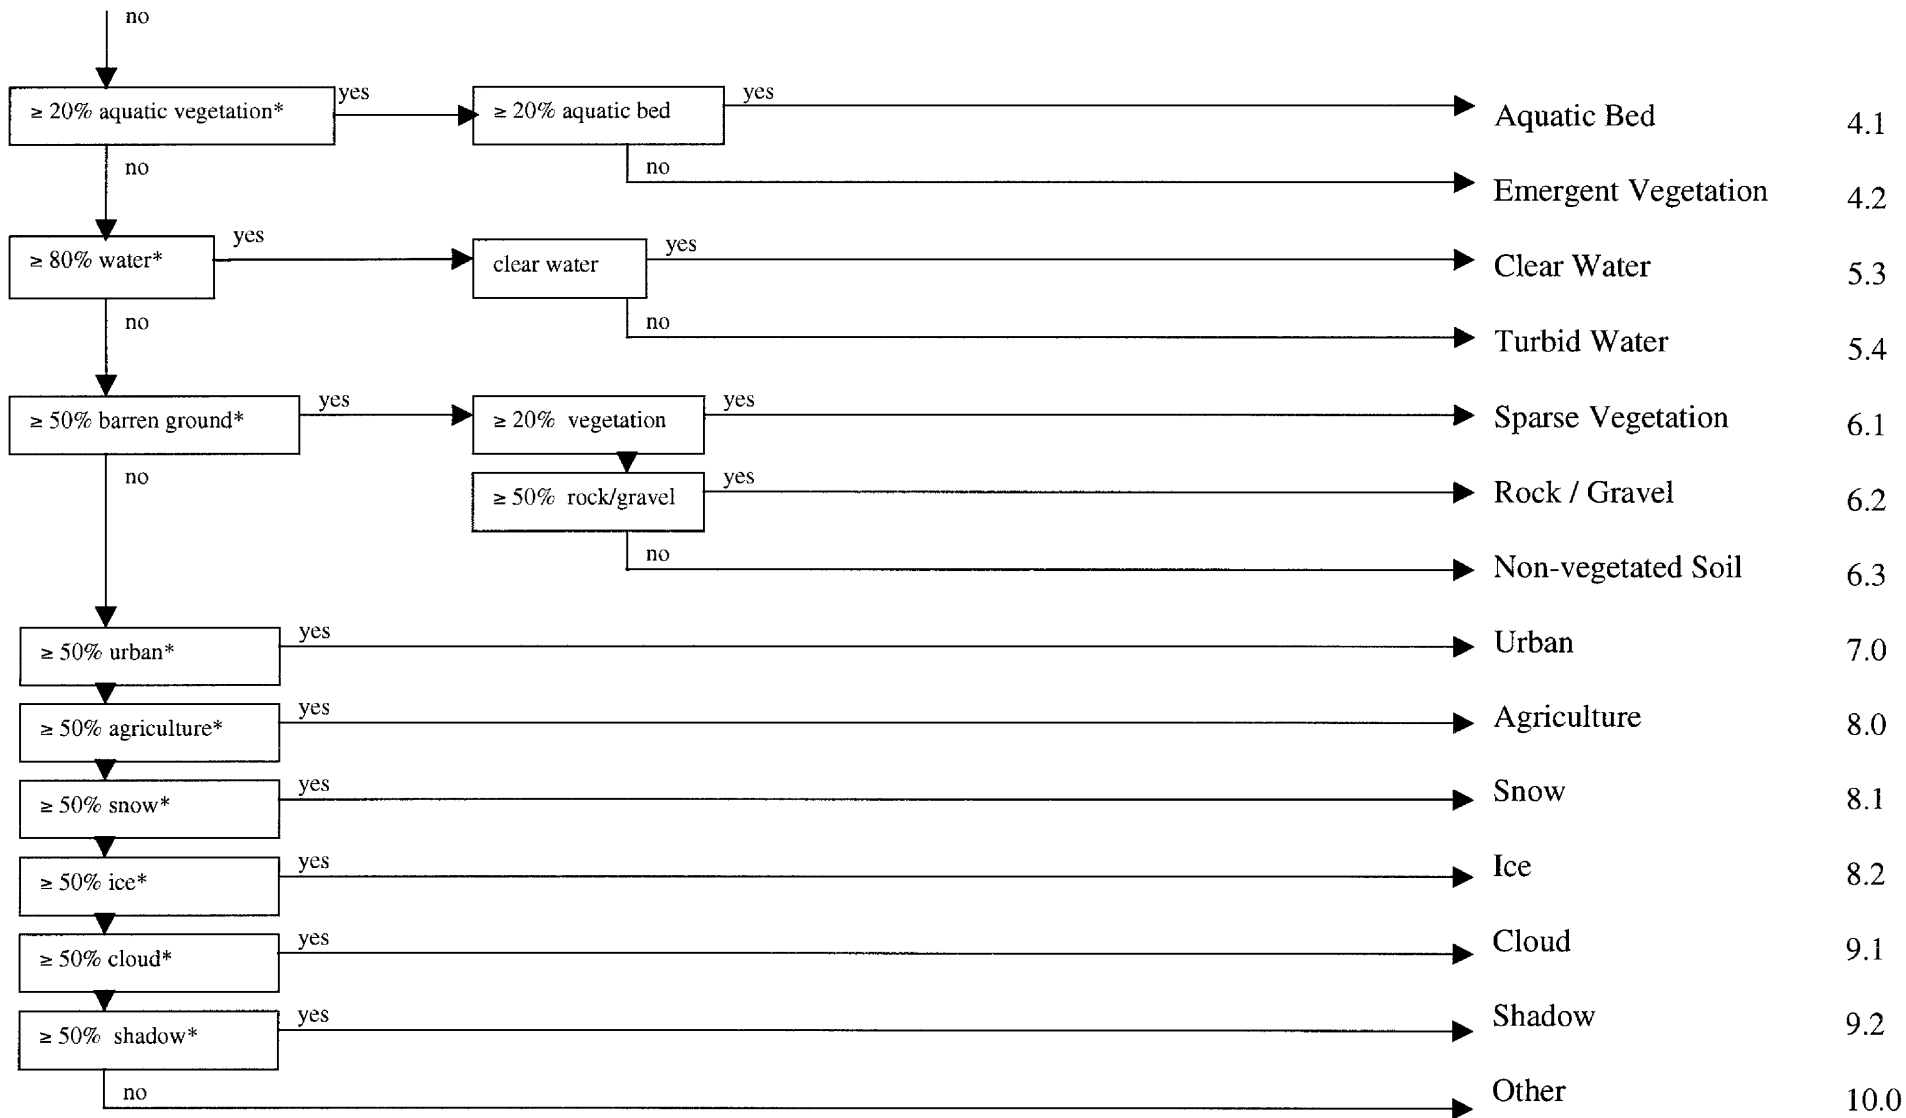 no
≥ 20% aquatic vegetation* yes ≥ 20% aquatic bed yes Aquatic Bed 4.1
no no Emergent Vegetation 4.2
≥ 80% water* yes clear water yes Clear Water 5.3
no no Turbid Water 5.4
≥ 50% barren ground* yes ≥ 20% vegetation yes Sparse Vegetation 6.1
no ≥ 50% rock/gravel yes Rock / Gravel 6.2
no Non-vegetated Soil 6.3
≥ 50% urban* yes Urban 7.0
≥ 50% agriculture* yes Agriculture 8.0
≥ 50% snow* yes Snow 8.1
≥ 50% ice* yes Ice 8.2
≥ 50% cloud* yes Cloud 9.1
≥ 50% shadow* yes Shadow 9.2
no Other 10.0